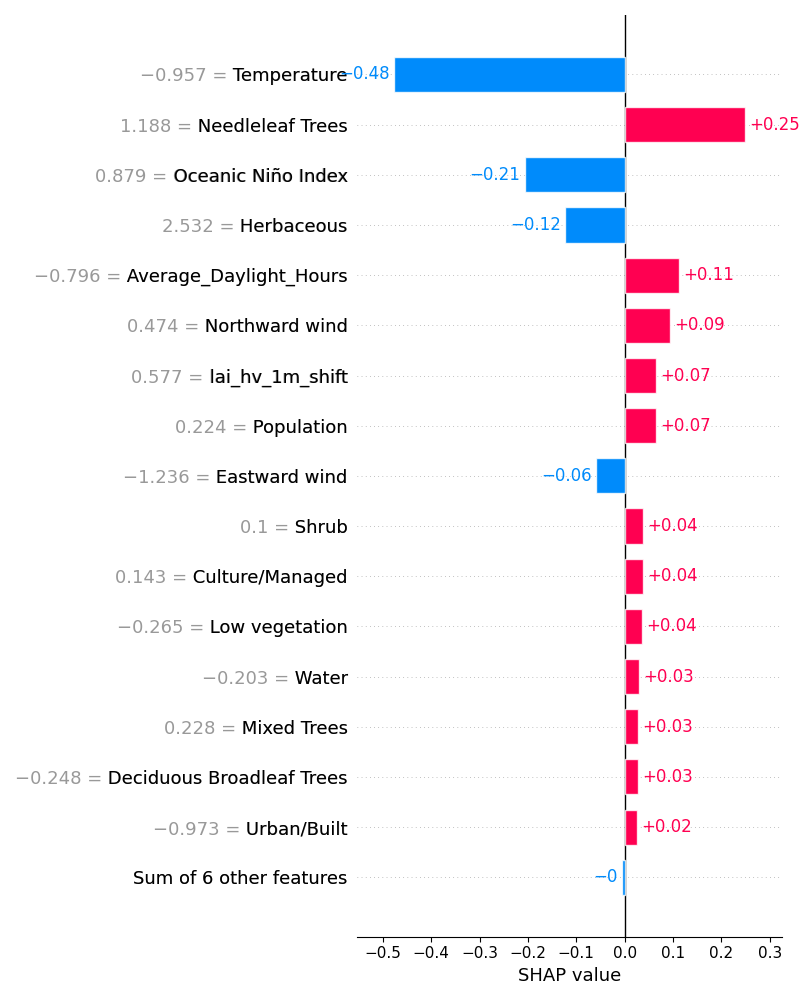 −0.957 = Temperature −0.48
1.188 = Needleleaf Trees +0.25
0.879 = Oceanic Niño Index −0.21
2.532 = Herbaceous −0.12
−0.796 = Average_Daylight_Hours +0.11
0.474 = Northward wind +0.09
0.577 = lai_hv_1m_shift +0.07
0.224 = Population +0.07
−1.236 = Eastward wind −0.06
0.1 = Shrub +0.04
0.143 = Culture/Managed +0.04
−0.265 = Low vegetation +0.04
−0.203 = Water +0.03
0.228 = Mixed Trees +0.03
−0.248 = Deciduous Broadleaf Trees +0.03
−0.973 = Urban/Built +0.02
Sum of 6 other features −0
−0.5 −0.4 −0.3 −0.2 −0.1 0.0 0.1 0.2 0.3
SHAP value